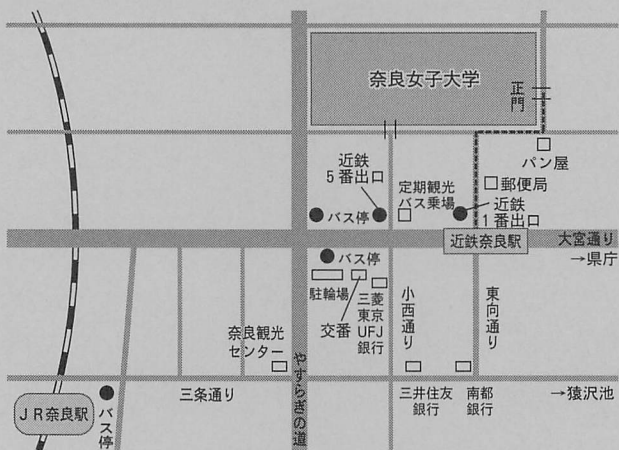 奈良女子大学
正門
パン屋
近鉄
5番出口
定期観光
バス乗場
郵便局
近鉄
1番出口
バス停
近鉄奈良駅
大宮通り
→県庁
バス停
駐輪場
交番
三菱
東京
UFJ
銀行
小西通り
東向通り
奈良観光
センター
やすらぎの道
三条通り
三井住友
銀行
南都
銀行
→猿沢池
JR奈良駅
バス停